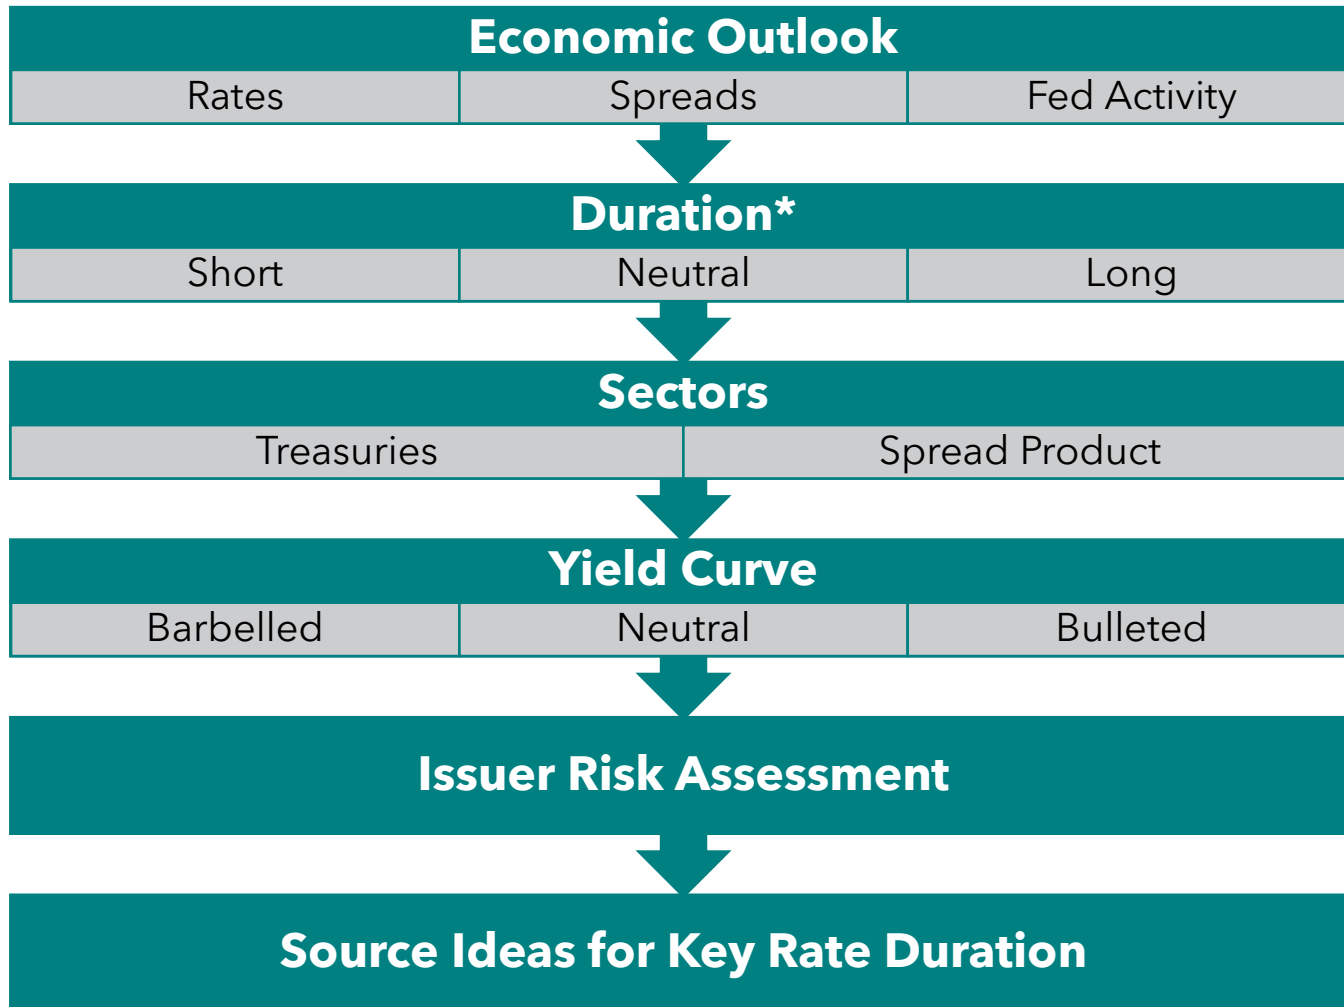 Economic Outlook
Rates Spreads Fed Activity
Duration*
Short Neutral Long
Sectors
Treasuries Spread Product
Yield Curve
Barbelled Neutral Bulleted
Issuer Risk Assessment
Source Ideas for Key Rate Duration